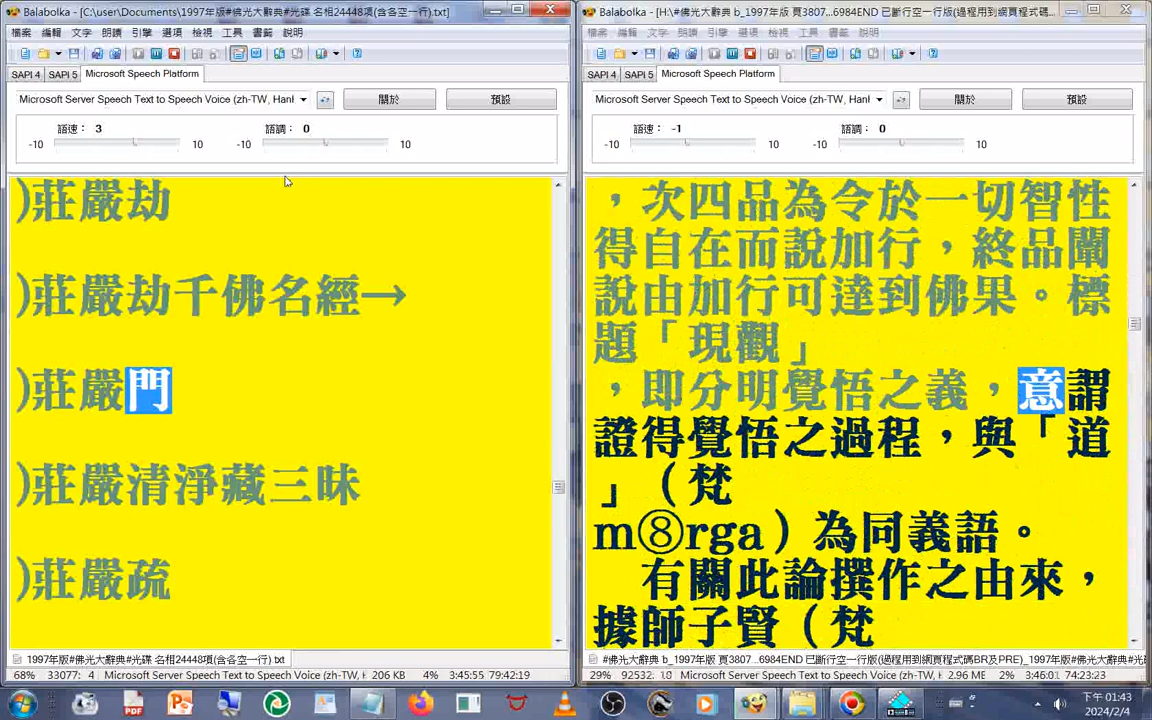 Balabolka - [C:\user\Documents\1997年版#佛光大辭典#光碟 名相24448項(含各空一行).txt]
檔案 編輯 文字 朗讀 引擎 選項 檢視 工具 書籤 說明
SAPI 4 SAPI 5 Microsoft Speech Platform
Microsoft Server Speech Text to Speech Voice (zh-TW, Hanl
關於 預設
語速： 3 語調： 0
-10 10 -10 10
)莊嚴劫
)莊嚴劫千佛名經→
)莊嚴門
)莊嚴清淨藏三昧
)莊嚴疏
1997年版#佛光大辭典#光碟 名相24448項(含各空一行).txt
68% 33077: 4 Microsoft Server Speech Text to Speech Voice (zh-TW, H 206 KB 4% 3:45:55 79:42:19
Balabolka - [H:\#佛光大辭典 b_1997年版 頁3807...6984END 已斷行空一行版(過程用到網頁程式碼
檔案 編輯 文字 朗讀 引擎 選項 檢視 工具 書籤 說明
SAPI 4 SAPI 5 Microsoft Speech Platform
Microsoft Server Speech Text to Speech Voice (zh-TW, Hanl
關於 預設
語速： -1 語調： 0
-10 10 -10 10
，次四品為令於一切智性
得自在而說加行，終品闡
說由加行可達到佛果。標
題「現觀」
，即分明覺悟之義，意謂
證得覺悟之過程，與「道
」（梵
m⑧rga）為同義語。
有關此論撰作之由來，
據師子賢（梵
#佛光大辭典 b_1997年版 頁3807...6984END 已斷行空一行版(過程用到網頁程式碼BR及PRE)_1997年版#光
29% 92532. Microsoft Server Speech Text to Speech Voice (zh-TW, H 2.96 ME 2% 3:46:01 74:23:23
下午 01:43
2024/2/4